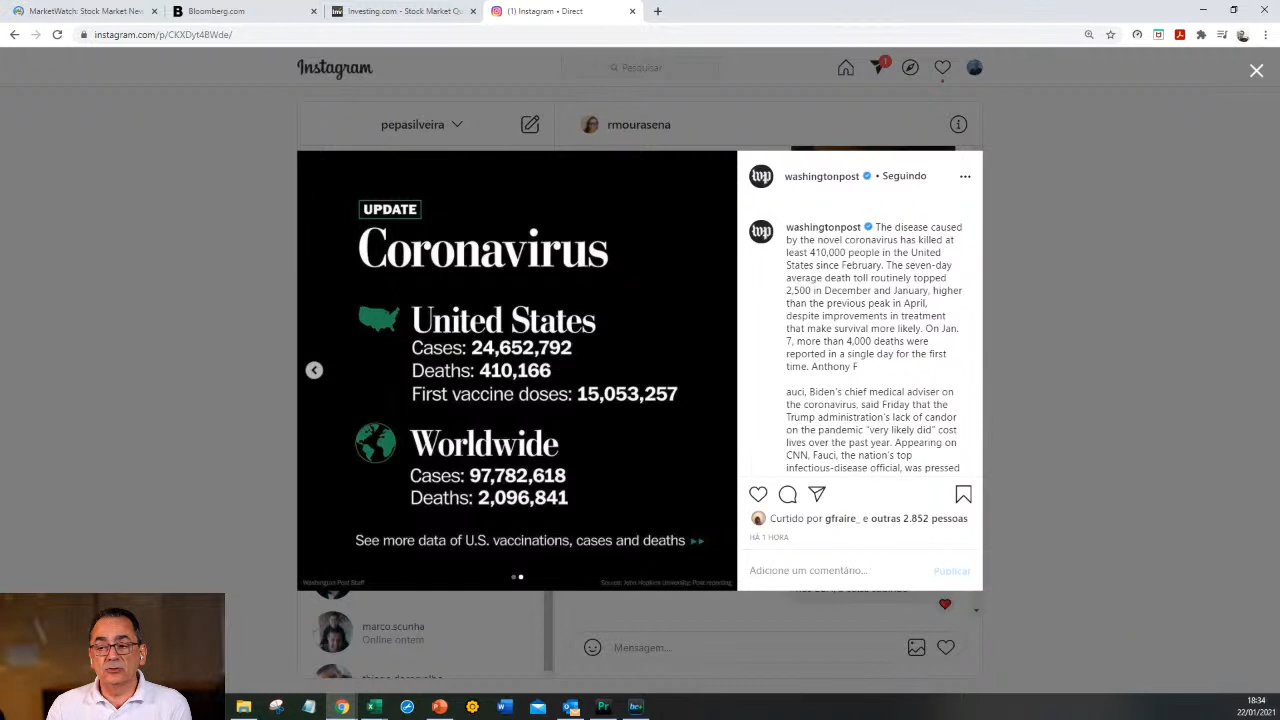 MarketWatch: Stock Market New
Bloomberg.com
Investing.com - Stock Market Qu
(1) Instagram • Direct
instagram.com/p/CKXDyt4BWde/
Instagram
Pesquisar
1
pepasilveira
rmourasena
UPDATE
Coronavirus
United States
Cases: 24,652,792
Deaths: 410,166
First vaccine doses: 15,053,257
Worldwide
Cases: 97,782,618
Deaths: 2,096,841
See more data of U.S. vaccinations, cases and deaths
Washington Post Staff
Source: John Hopkins University; Post reporting
washingtonpost • Seguindo
washingtonpost The disease caused
by the novel coronavirus has killed at
least 410,000 people in the United
States since February. The seven-day
average death toll routinely topped
2,500 in December and January, higher
than the previous peak in April,
despite improvements in treatment
that make survival more likely. On Jan.
7, more than 4,000 deaths were
reported in a single day for the first
time. Anthony F
auci, Biden's chief medical adviser on
the coronavirus, said Friday that the
Trump administration's lack of candor
on the pandemic "very likely did" cost
lives over the past year. Appearing on
CNN, Fauci, the nation's top
infectious-disease official, was pressed
Curtido por gfraire_ e outras 2.852 pessoas
HÁ 1 HORA
Adicione um comentário...
Publicar
marco.scunha
Online ontem
Mensagem...
18:34
22/01/2021